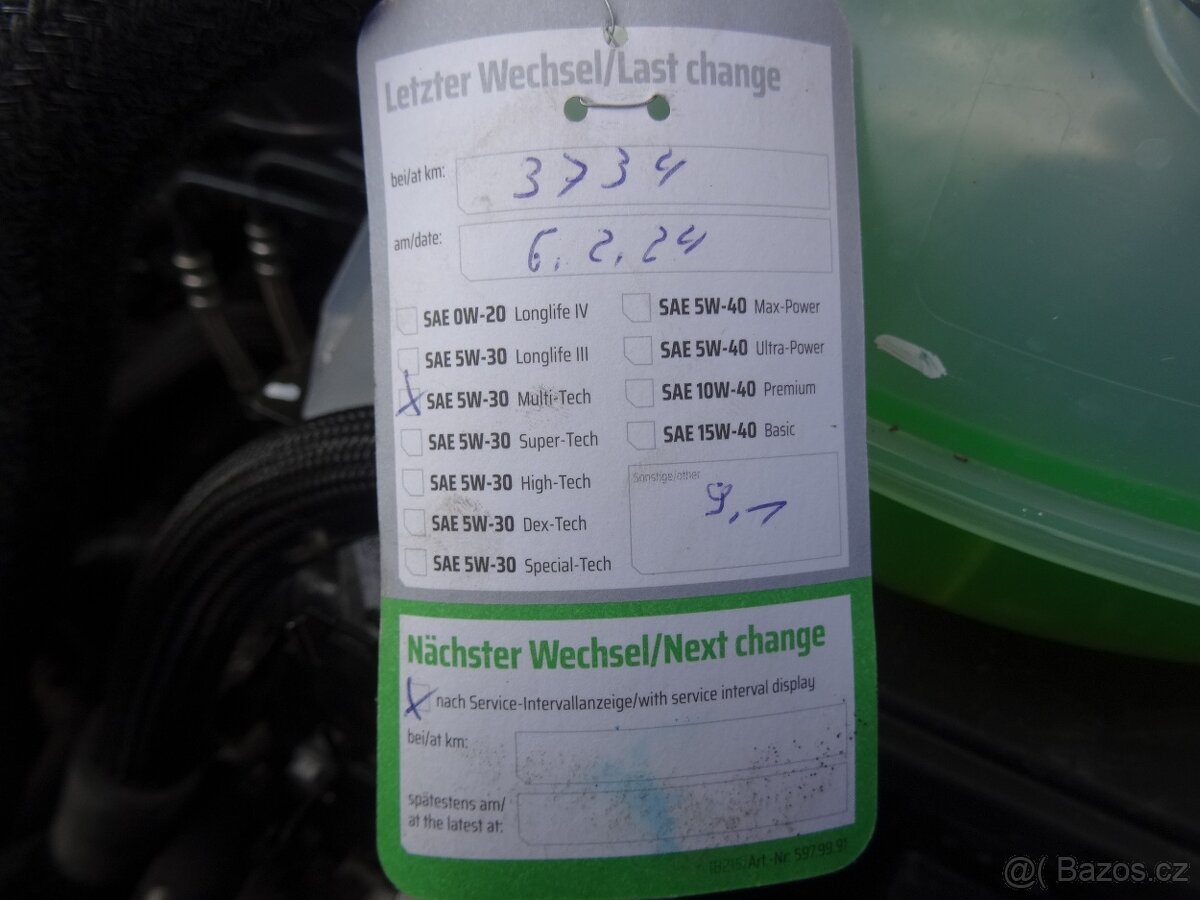 Letzter Wechsel/Last change
bei/at km: 3734
am/date: 6.2.24
SAE 0W-20 Longlife IV
SAE 5W-30 Longlife III
SAE 5W-30 Multi-Tech
SAE 5W-30 Super-Tech
SAE 5W-30 High-Tech
SAE 5W-30 Dex-Tech
SAE 5W-30 Special-Tech
SAE 5W-40 Max-Power
SAE 5W-40 Ultra-Power
SAE 10W-40 Premium
SAE 15W-40 Basic
Sonstige/other
Nächster Wechsel/Next change
nach Service-Intervallanzeige/with service interval display
bei/at km:
spätestens am/
at the latest at:
Art.-Nr. 597.99.91
@( Bazos.cz